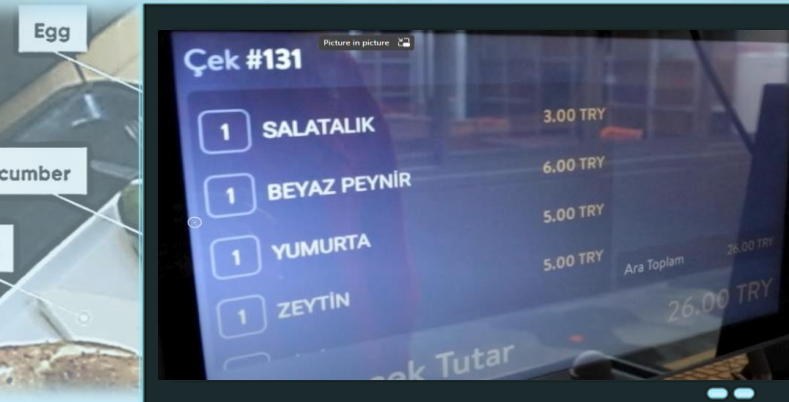 Egg
cumber
Picture in picture
Çek #131
1 SALATALIK 3.00 TRY
1 BEYAZ PEYNİR 6.00 TRY
1 YUMURTA 5.00 TRY
1 ZEYTİN 5.00 TRY
Ara Toplam 26.00 TRY
26.00 TRY
Tutar